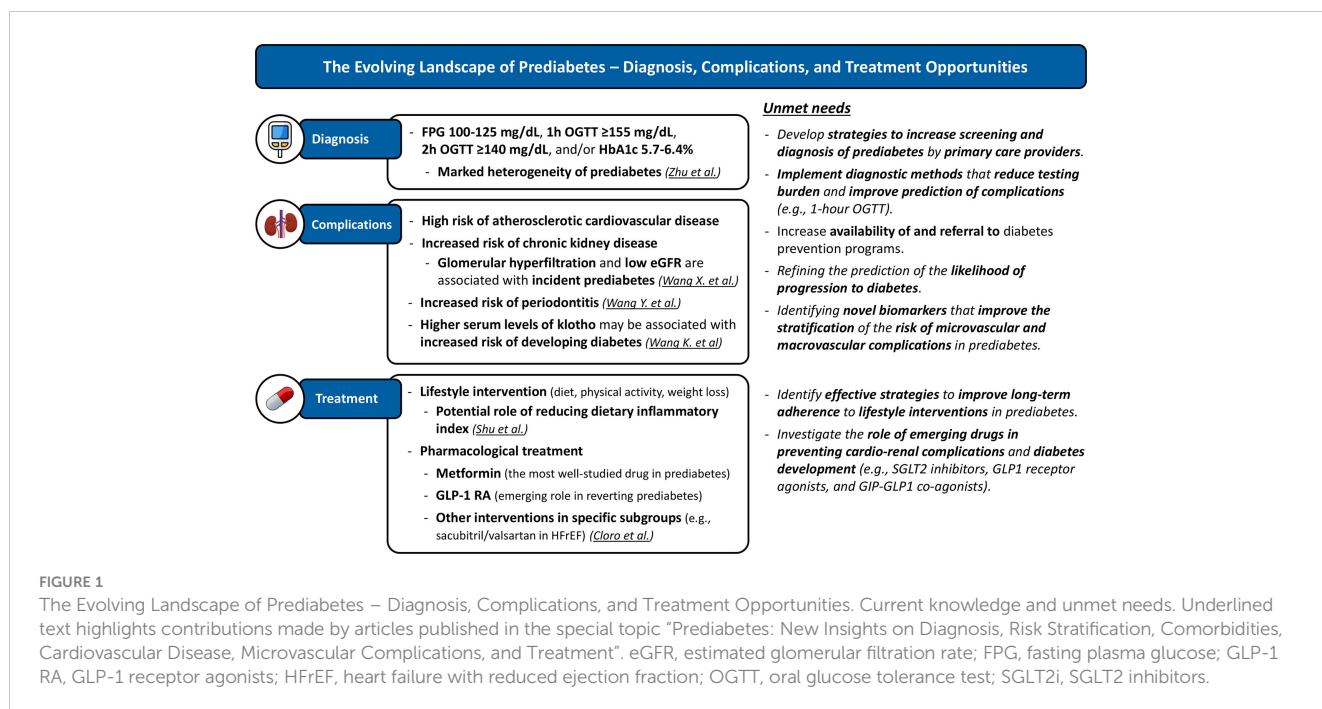 The Evolving Landscape of Prediabetes – Diagnosis, Complications, and Treatment Opportunities
Diagnosis
- FPG 100-125 mg/dL, 1h OGTT ≥155 mg/dL,
2h OGTT ≥140 mg/dL, and/or HbA1c 5.7-6.4%
- Marked heterogeneity of prediabetes (Zhu et al.)
Complications
- High risk of atherosclerotic cardiovascular disease
- Increased risk of chronic kidney disease
- Glomerular hyperfiltration and low eGFR are
associated with incident prediabetes (Wang X. et al.)
- Increased risk of periodontitis (Wang Y. et al.)
- Higher serum levels of klotho may be associated with
increased risk of developing diabetes (Wang K. et al)
Treatment
- Lifestyle intervention (diet, physical activity, weight loss)
- Potential role of reducing dietary inflammatory
index (Shu et al.)
- Pharmacological treatment
- Metformin (the most well-studied drug in prediabetes)
- GLP-1 RA (emerging role in reverting prediabetes)
- Other interventions in specific subgroups (e.g.,
sacubitril/valsartan in HFrEF) (Cloro et al.)
Unmet needs
- Develop strategies to increase screening and
diagnosis of prediabetes by primary care providers.
- Implement diagnostic methods that reduce testing
burden and improve prediction of complications
(e.g., 1-hour OGTT).
- Increase availability of and referral to diabetes
prevention programs.
- Refining the prediction of the likelihood of
progression to diabetes.
- Identifying novel biomarkers that improve the
stratification of the risk of microvascular and
macrovascular complications in prediabetes.
- Identify effective strategies to improve long-term
adherence to lifestyle interventions in prediabetes.
- Investigate the role of emerging drugs in
preventing cardio-renal complications and diabetes
development (e.g., SGLT2 inhibitors, GLP1 receptor
agonists, and GIP-GLP1 co-agonists).
FIGURE 1
The Evolving Landscape of Prediabetes – Diagnosis, Complications, and Treatment Opportunities. Current knowledge and unmet needs. Underlined
text highlights contributions made by articles published in the special topic "Prediabetes: New Insights on Diagnosis, Risk Stratification, Comorbidities,
Cardiovascular Disease, Microvascular Complications, and Treatment". eGFR, estimated glomerular filtration rate; FPG, fasting plasma glucose; GLP-1
RA, GLP-1 receptor agonists; HFrEF, heart failure with reduced ejection fraction; OGTT, oral glucose tolerance test; SGLT2i, SGLT2 inhibitors.